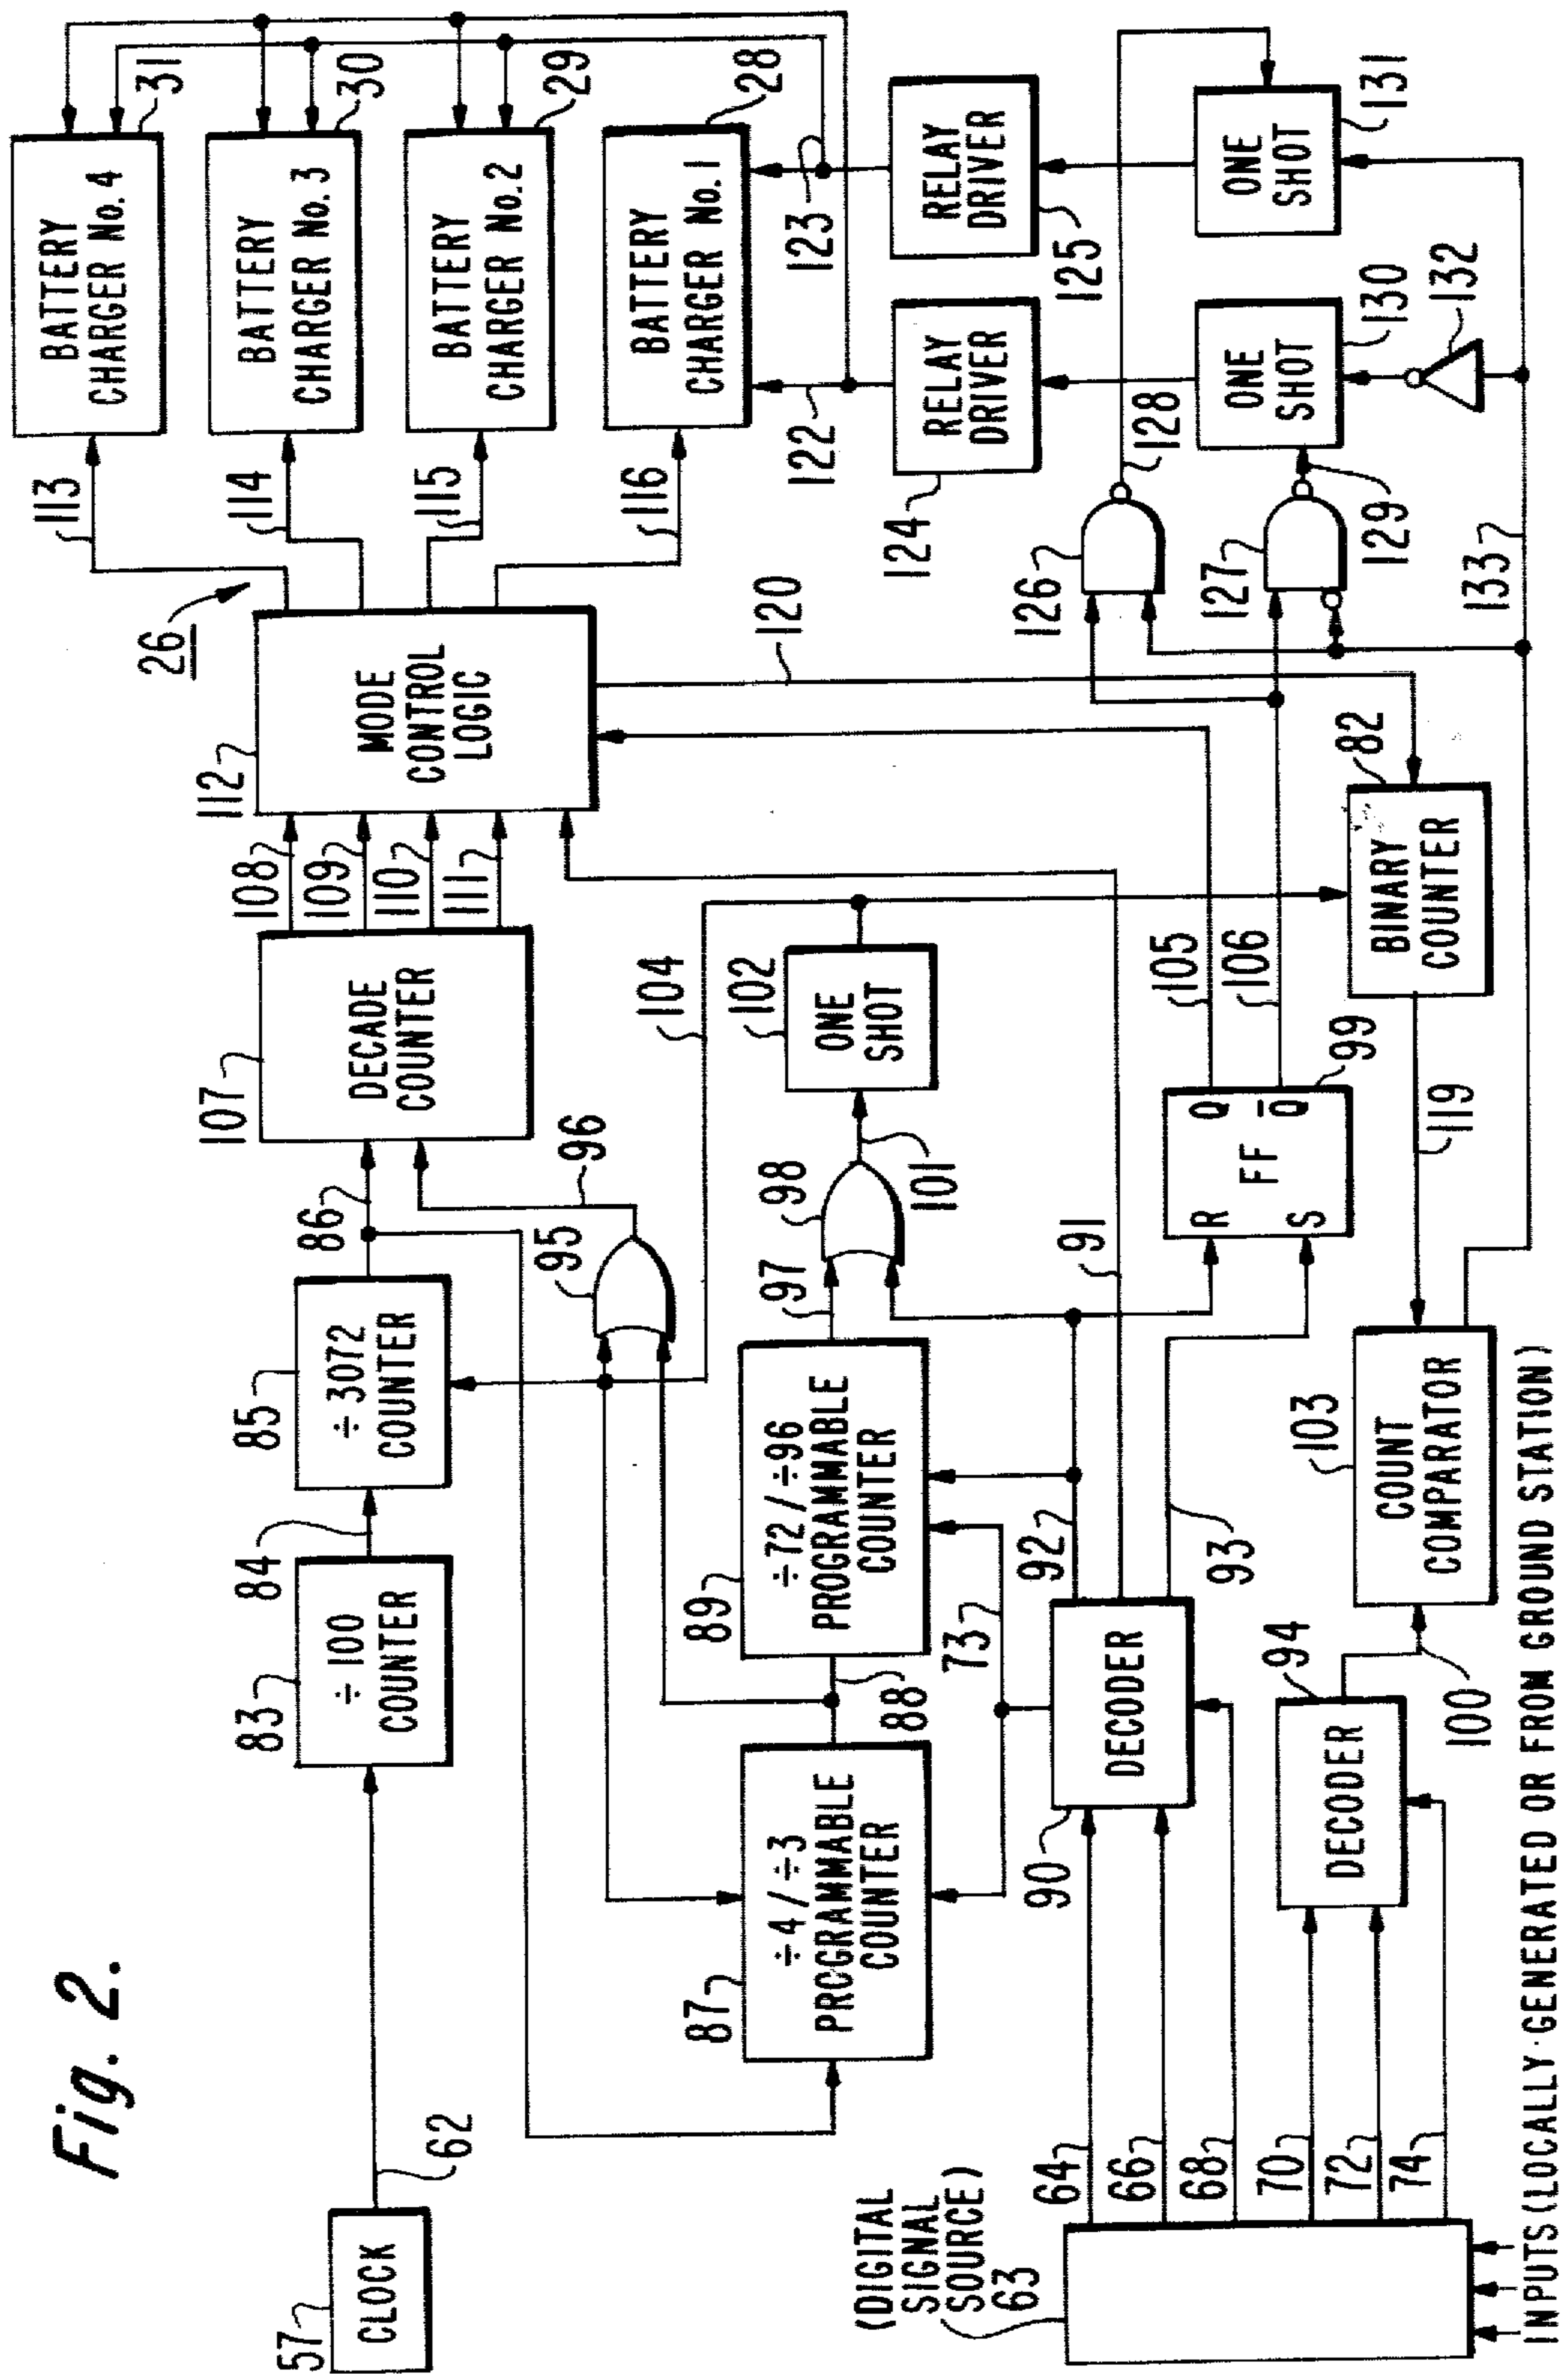 Fig. 2.
26
57
CLOCK
62
83
÷ 100
COUNTER
84
85
÷ 3072
COUNTER
86
107
DECADE
COUNTER
108
109
110
111
112
MODE
CONTROL
LOGIC
113
114
115
116
BATTERY
CHARGER No. 4
31
BATTERY
CHARGER No. 3
30
BATTERY
CHARGER No. 2
29
BATTERY
CHARGER No. 1
28
95
96
87
÷4 / ÷3
PROGRAMMABLE
COUNTER
88
89
÷72 / ÷96
PROGRAMMABLE
COUNTER
97
98
101
102
ONE
SHOT
104
120
122
123
124
RELAY
DRIVER
RELAY
DRIVER
125
(DIGITAL
SIGNAL
SOURCE)
63
64
66
68
70
72
74
90
DECODER
73
92
91
93
R
S
FF
Q
Q̅
99
105
106
126
127
128
129
ONE
SHOT
130
ONE
SHOT
131
132
133
DECODER
94
100
103
COUNT
COMPARATOR
119
BINARY
COUNTER
82
INPUTS (LOCALLY GENERATED OR FROM GROUND STATION)